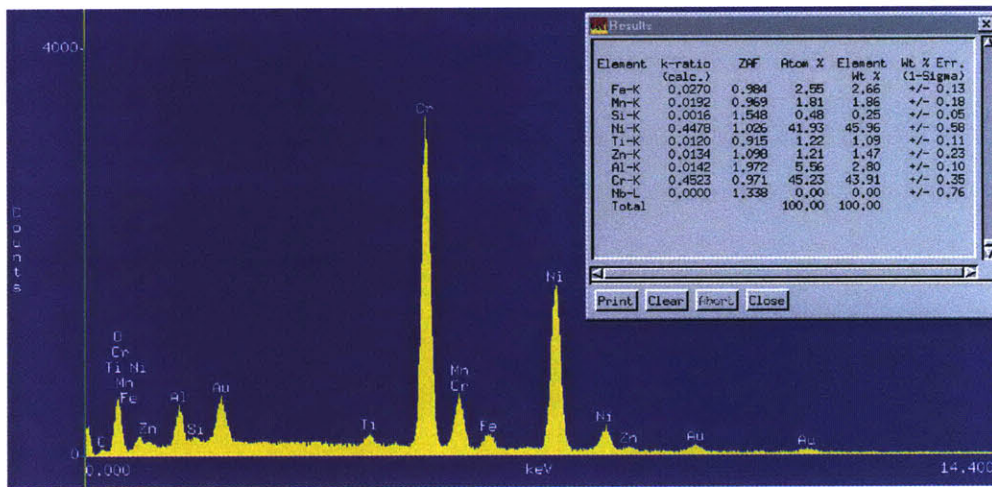 4000
Counts
0
0.000
keV
14.400
O
Cr
Ti Ni
Mn
Fe
C
Zn
Al
Si
Au
Ti
Cr
Mn
Cr
Fe
Ni
Ni
Zn
Au
Au
Results
Element k-ratio ZAF Atom % Element Wt % Err.
(calc.) Wt % (1-Sigma)
Fe-K 0.0270 0.984 2.55 2.66 +/- 0.13
Mn-K 0.0192 0.969 1.81 1.86 +/- 0.18
Si-K 0.0016 1.548 0.48 0.25 +/- 0.05
Ni-K 0.4478 1.026 41.93 45.96 +/- 0.58
Ti-K 0.0120 0.915 1.22 1.09 +/- 0.11
Zn-K 0.0134 1.098 1.21 1.47 +/- 0.23
Al-K 0.0142 1.972 5.56 2.80 +/- 0.10
Cr-K 0.4523 0.971 45.23 43.91 +/- 0.35
Nb-L 0.0000 1.338 0.00 0.00 +/- 0.76
Total 100.00 100.00
Print Clear Abort Close